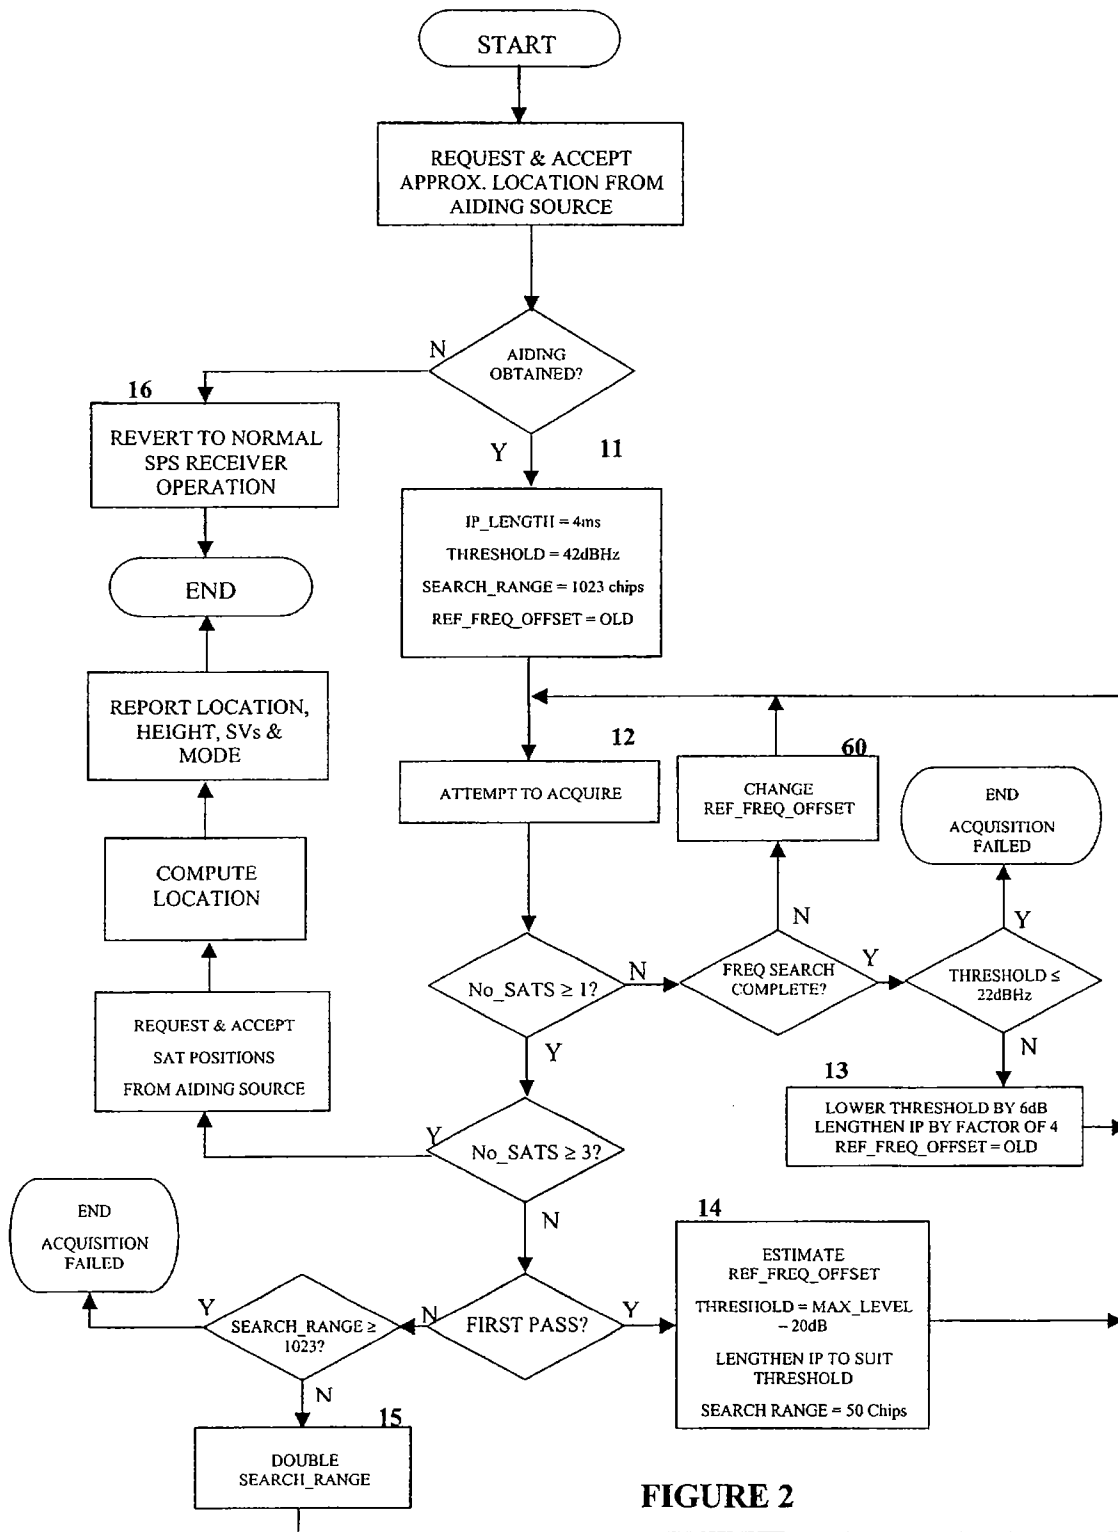 START
REQUEST & ACCEPT
APPROX. LOCATION FROM
AIDING SOURCE
N
AIDING
OBTAINED?
16
REVERT TO NORMAL
SPS RECEIVER
OPERATION
Y
11
IP_LENGTH = 4ms
THRESHOLD = 42dBHz
SEARCH_RANGE = 1023 chips
REF_FREQ_OFFSET = OLD
END
REPORT LOCATION,
HEIGHT, SVs &
MODE
12
ATTEMPT TO ACQUIRE
60
CHANGE
REF_FREQ_OFFSET
END
ACQUISITION
FAILED
COMPUTE
LOCATION
N
Y
No_SATS ≥ 1?
N
FREQ SEARCH
COMPLETE?
Y
THRESHOLD ≤
22dBHz
REQUEST & ACCEPT
SAT POSITIONS
FROM AIDING SOURCE
Y
N
13
LOWER THRESHOLD BY 6dB
LENGTHEN IP BY FACTOR OF 4
REF_FREQ_OFFSET = OLD
Y
No_SATS ≥ 3?
N
END
ACQUISITION
FAILED
14
ESTIMATE
REF_FREQ_OFFSET
THRESHOLD = MAX_LEVEL
– 20dB
LENGTHEN IP TO SUIT
THRESHOLD
SEARCH RANGE = 50 Chips
Y
SEARCH_RANGE ≥
1023?
N
FIRST PASS?
Y
N
15
DOUBLE
SEARCH_RANGE
FIGURE 2